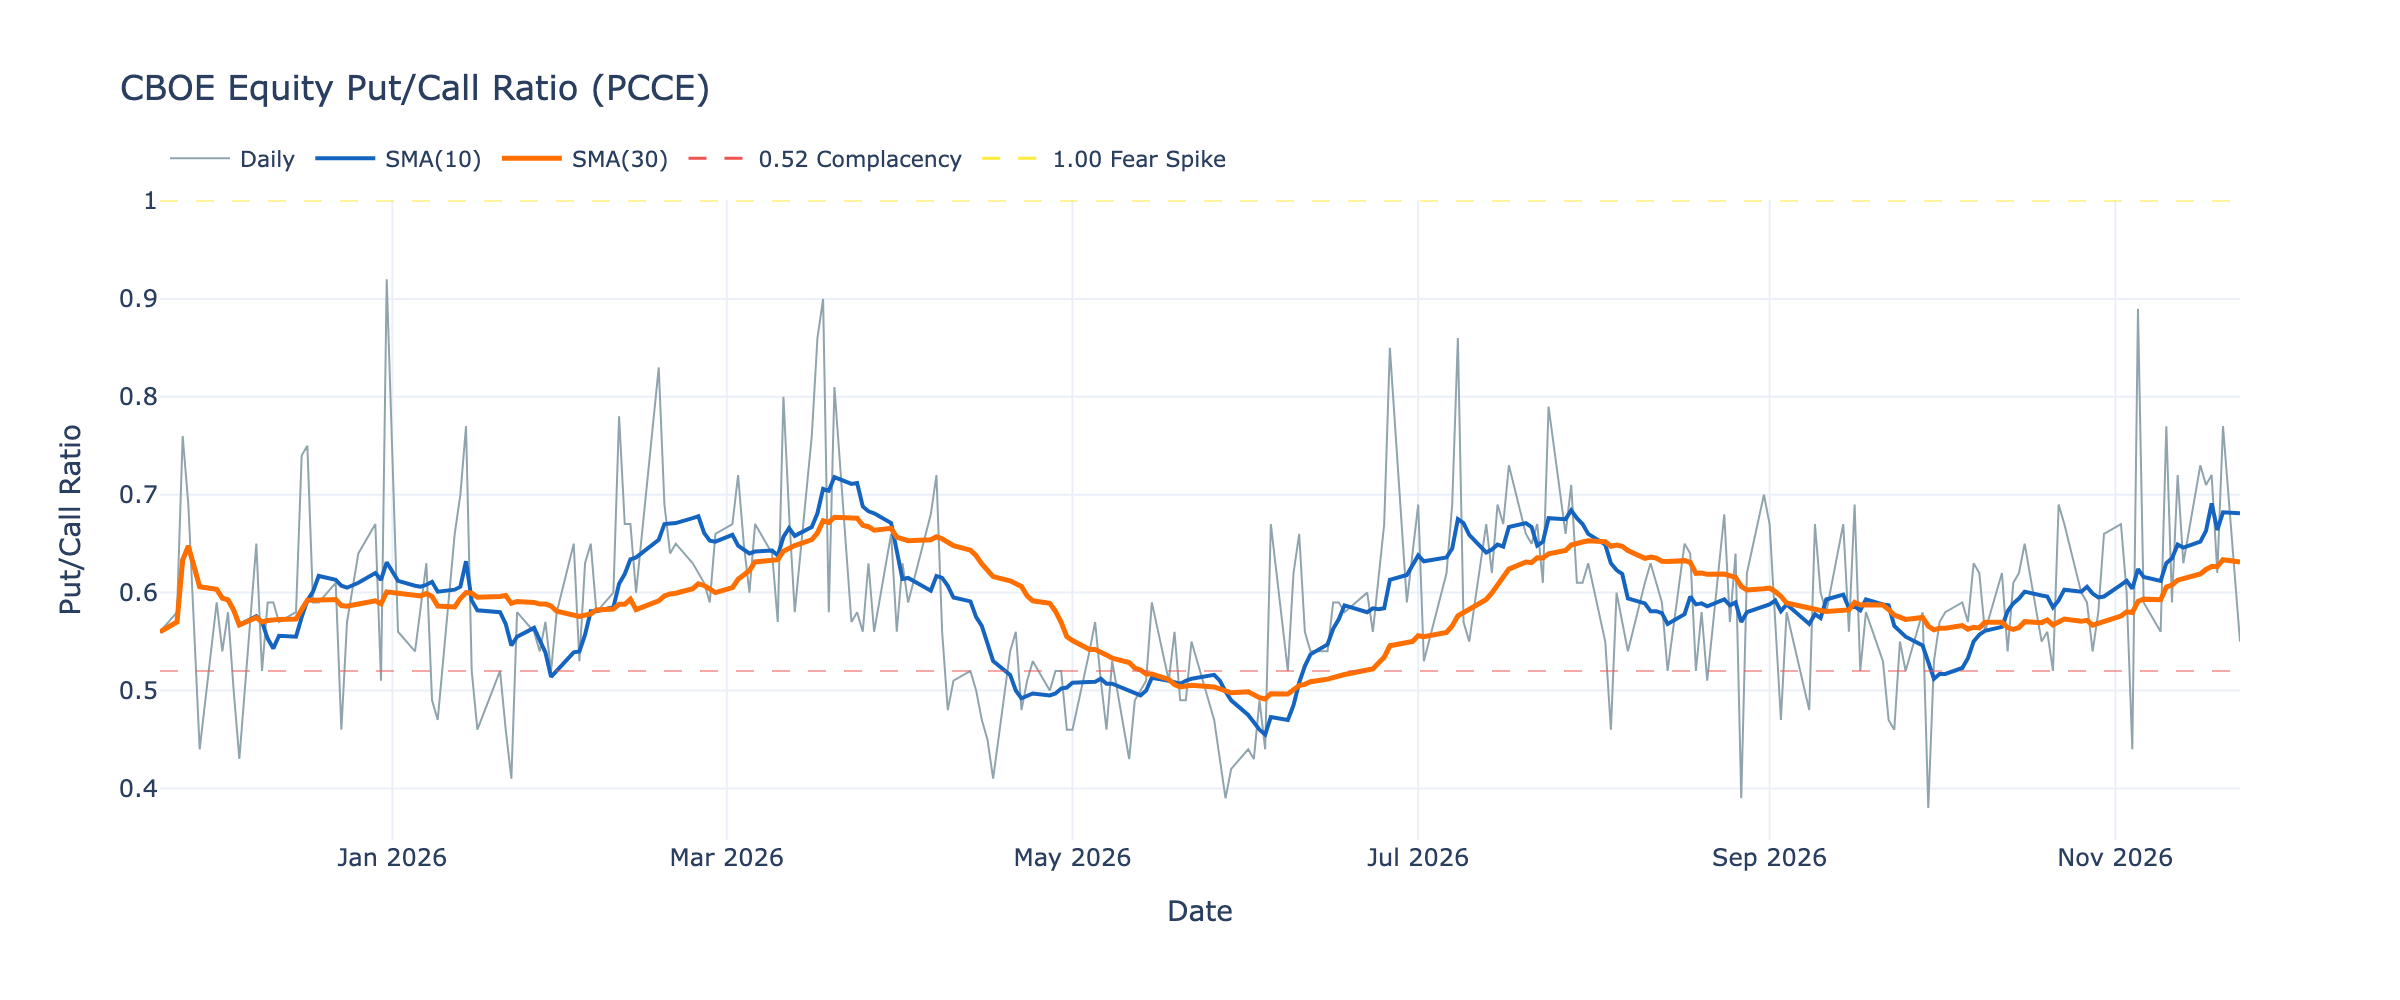 CBOE Equity Put/Call Ratio (PCCE)
Daily SMA(10) SMA(30) 0.52 Complacency 1.00 Fear Spike
1
0.9
0.8
0.7
0.6
0.5
0.4
Put/Call Ratio
Jan 2026 Mar 2026 May 2026 Jul 2026 Sep 2026 Nov 2026
Date